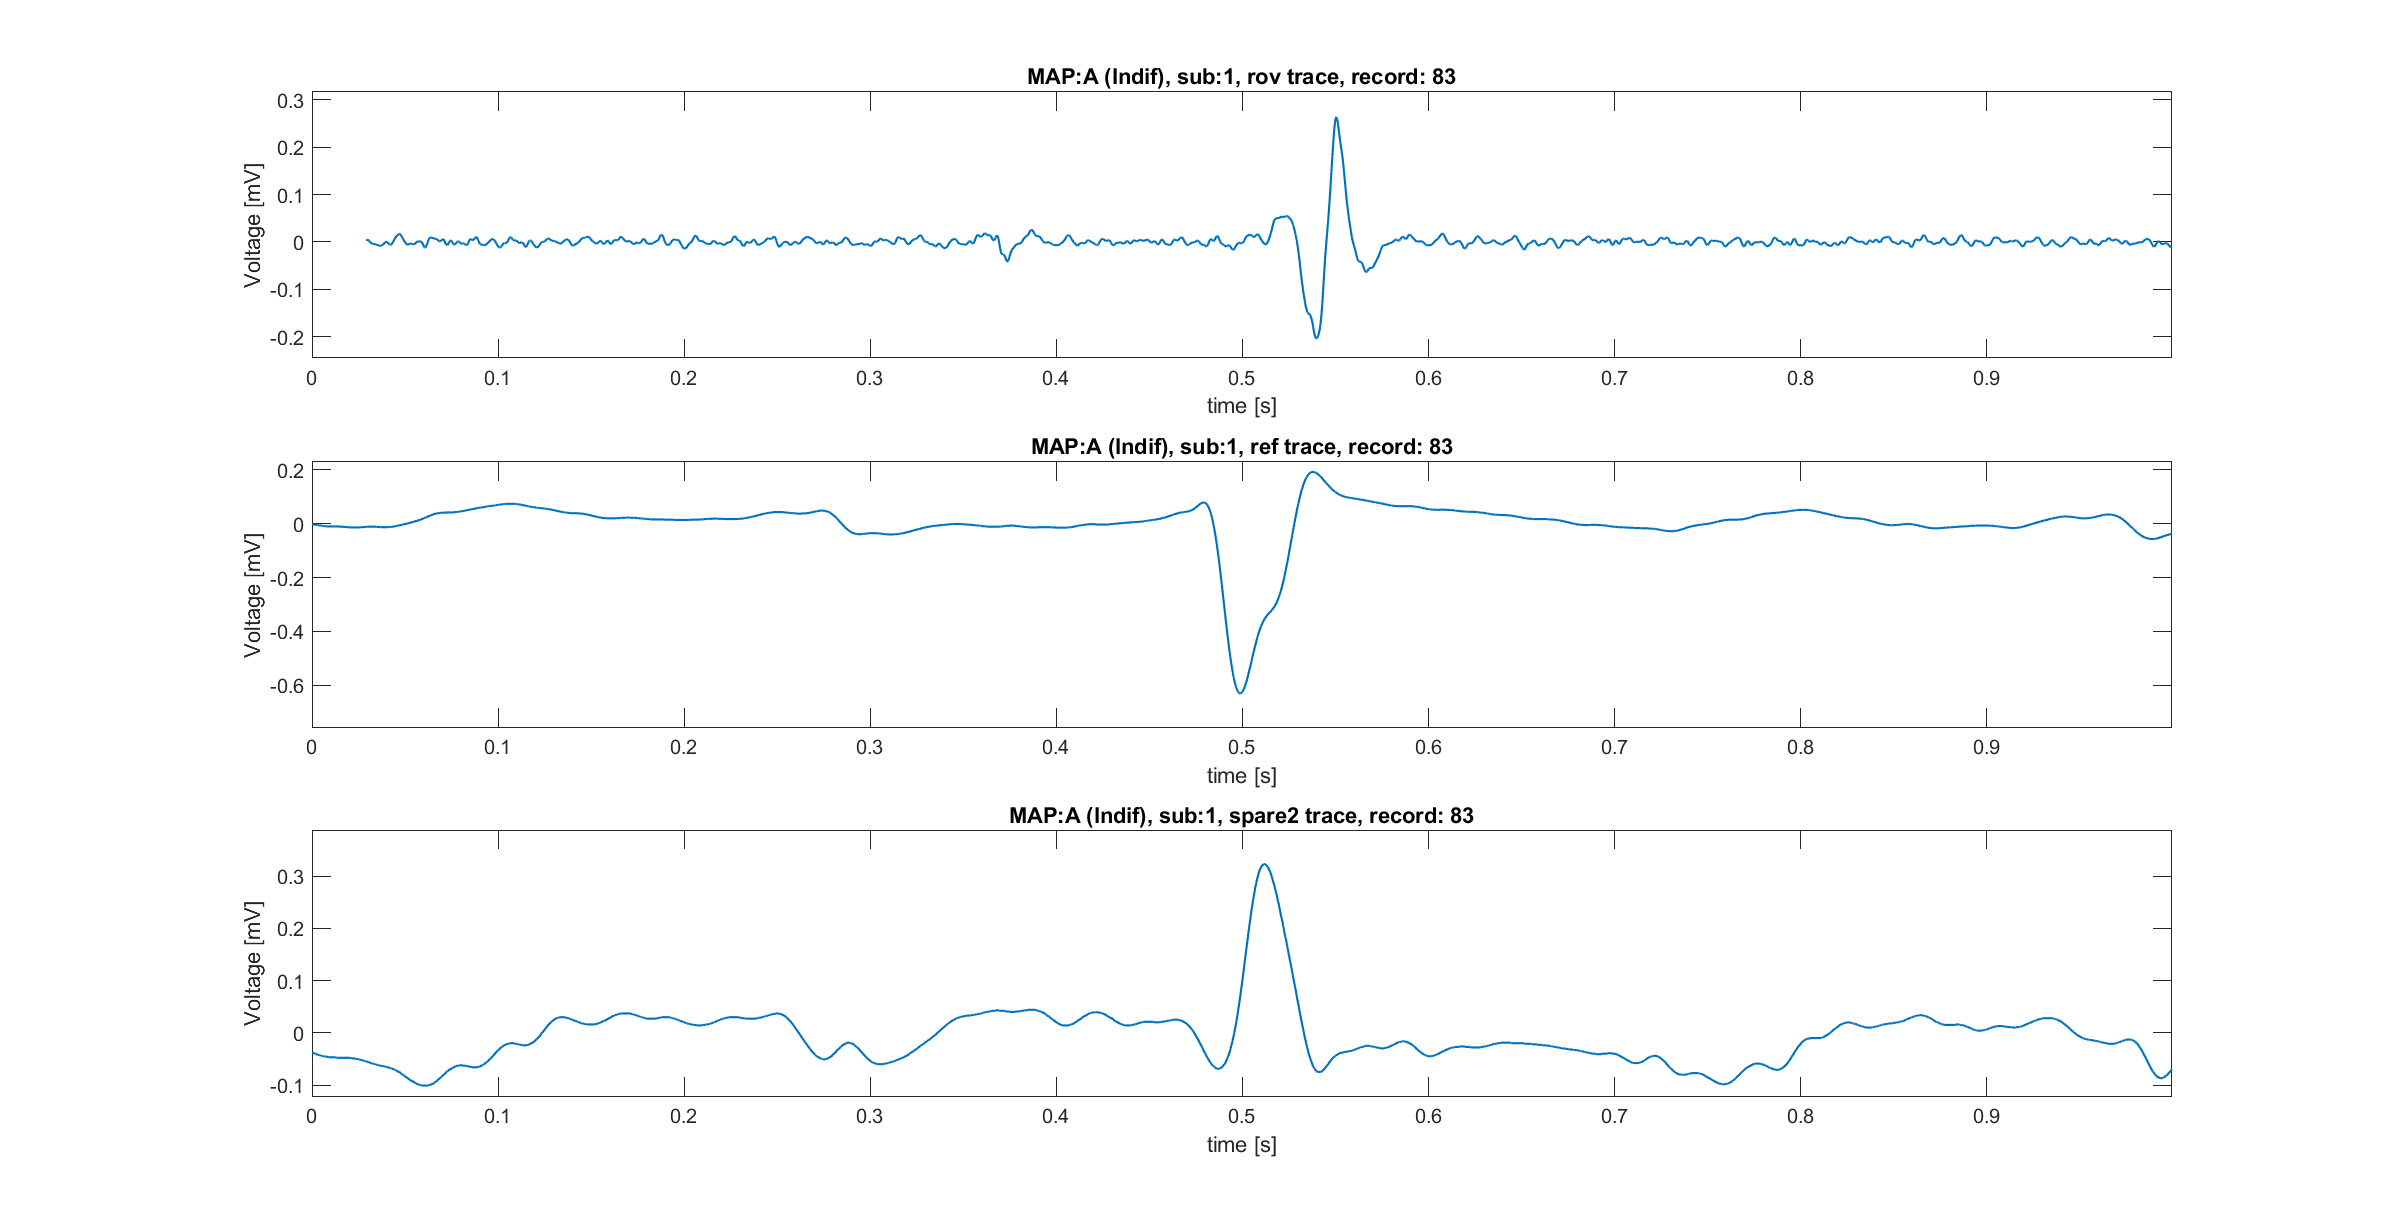 MAP:A (Indif), sub:1, rov trace, record: 83
Voltage [mV]
0.3
0.2
0.1
0
-0.1
-0.2
0 0.1 0.2 0.3 0.4 0.5 0.6 0.7 0.8 0.9
time [s]
MAP:A (Indif), sub:1, ref trace, record: 83
Voltage [mV]
0.2
0
-0.2
-0.4
-0.6
0 0.1 0.2 0.3 0.4 0.5 0.6 0.7 0.8 0.9
time [s]
MAP:A (Indif), sub:1, spare2 trace, record: 83
Voltage [mV]
0.3
0.2
0.1
0
-0.1
0 0.1 0.2 0.3 0.4 0.5 0.6 0.7 0.8 0.9
time [s]